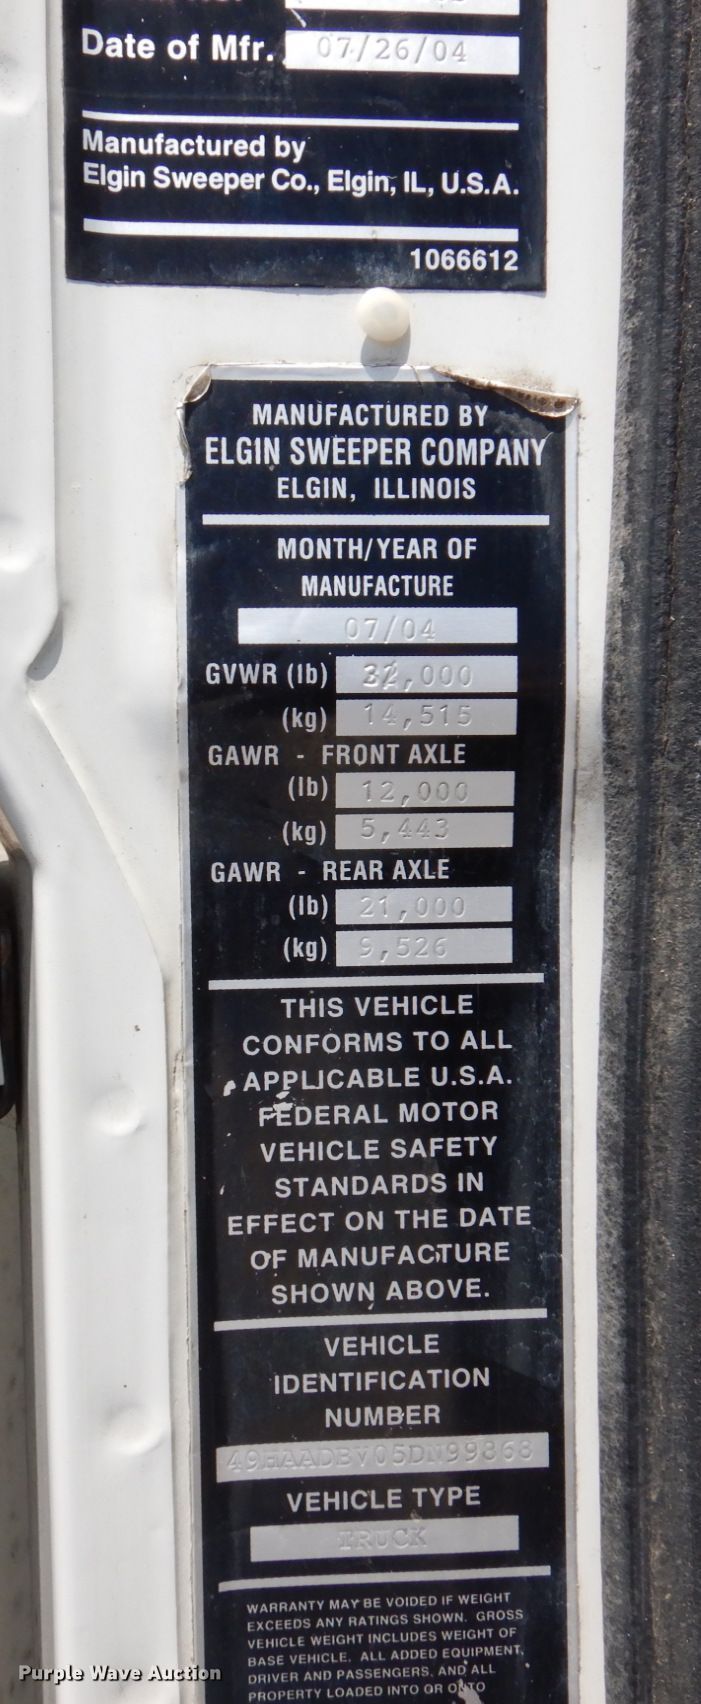 Date of Mfr. 07/26/04
Manufactured by
Elgin Sweeper Co., Elgin, IL, U.S.A.
1066612
MANUFACTURED BY
ELGIN SWEEPER COMPANY
ELGIN, ILLINOIS
MONTH/YEAR OF
MANUFACTURE
07/04
GVWR (lb) 32,000
(kg) 14,515
GAWR - FRONT AXLE
(lb) 12,000
(kg) 5,443
GAWR - REAR AXLE
(lb) 21,000
(kg) 9,526
THIS VEHICLE
CONFORMS TO ALL
APPLICABLE U.S.A.
FEDERAL MOTOR
VEHICLE SAFETY
STANDARDS IN
EFFECT ON THE DATE
OF MANUFACTURE
SHOWN ABOVE.
VEHICLE
IDENTIFICATION
NUMBER
49HAADBV05DN99868
VEHICLE TYPE
TRUCK
WARRANTY MAY BE VOIDED IF WEIGHT
EXCEEDS ANY RATINGS SHOWN. GROSS
VEHICLE WEIGHT INCLUDES WEIGHT OF
BASE VEHICLE. ALL ADDED EQUIPMENT,
DRIVER AND PASSENGERS, AND ALL
PROPERTY LOADED INTO OR ONTO
Purple Wave Auction